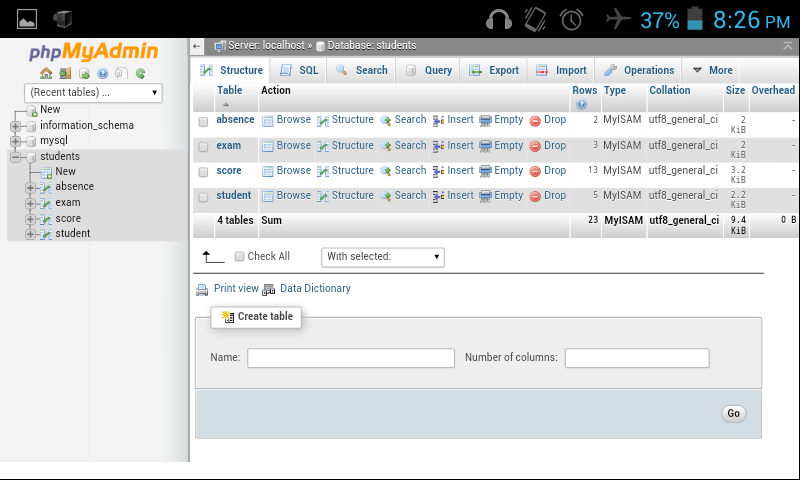 37% 8:26 PM
phpMyAdmin
(Recent tables) ...
New
information_schema
mysql
students
New
absence
exam
score
student
Server: localhost » Database: students
Structure SQL Search Query Export Import Operations More
Table Action Rows Type Collation Size Overhead
absence Browse Structure Search Insert Empty Drop 2 MyISAM utf8_general_ci 2 KiB -
exam Browse Structure Search Insert Empty Drop 3 MyISAM utf8_general_ci 2 KiB -
score Browse Structure Search Insert Empty Drop 13 MyISAM utf8_general_ci 3.2 KiB -
student Browse Structure Search Insert Empty Drop 5 MyISAM utf8_general_ci 2.2 KiB -
4 tables Sum 23 MyISAM utf8_general_ci 9.4 KiB 0 B
Check All With selected:
Print view Data Dictionary
Create table
Name: Number of columns:
Go